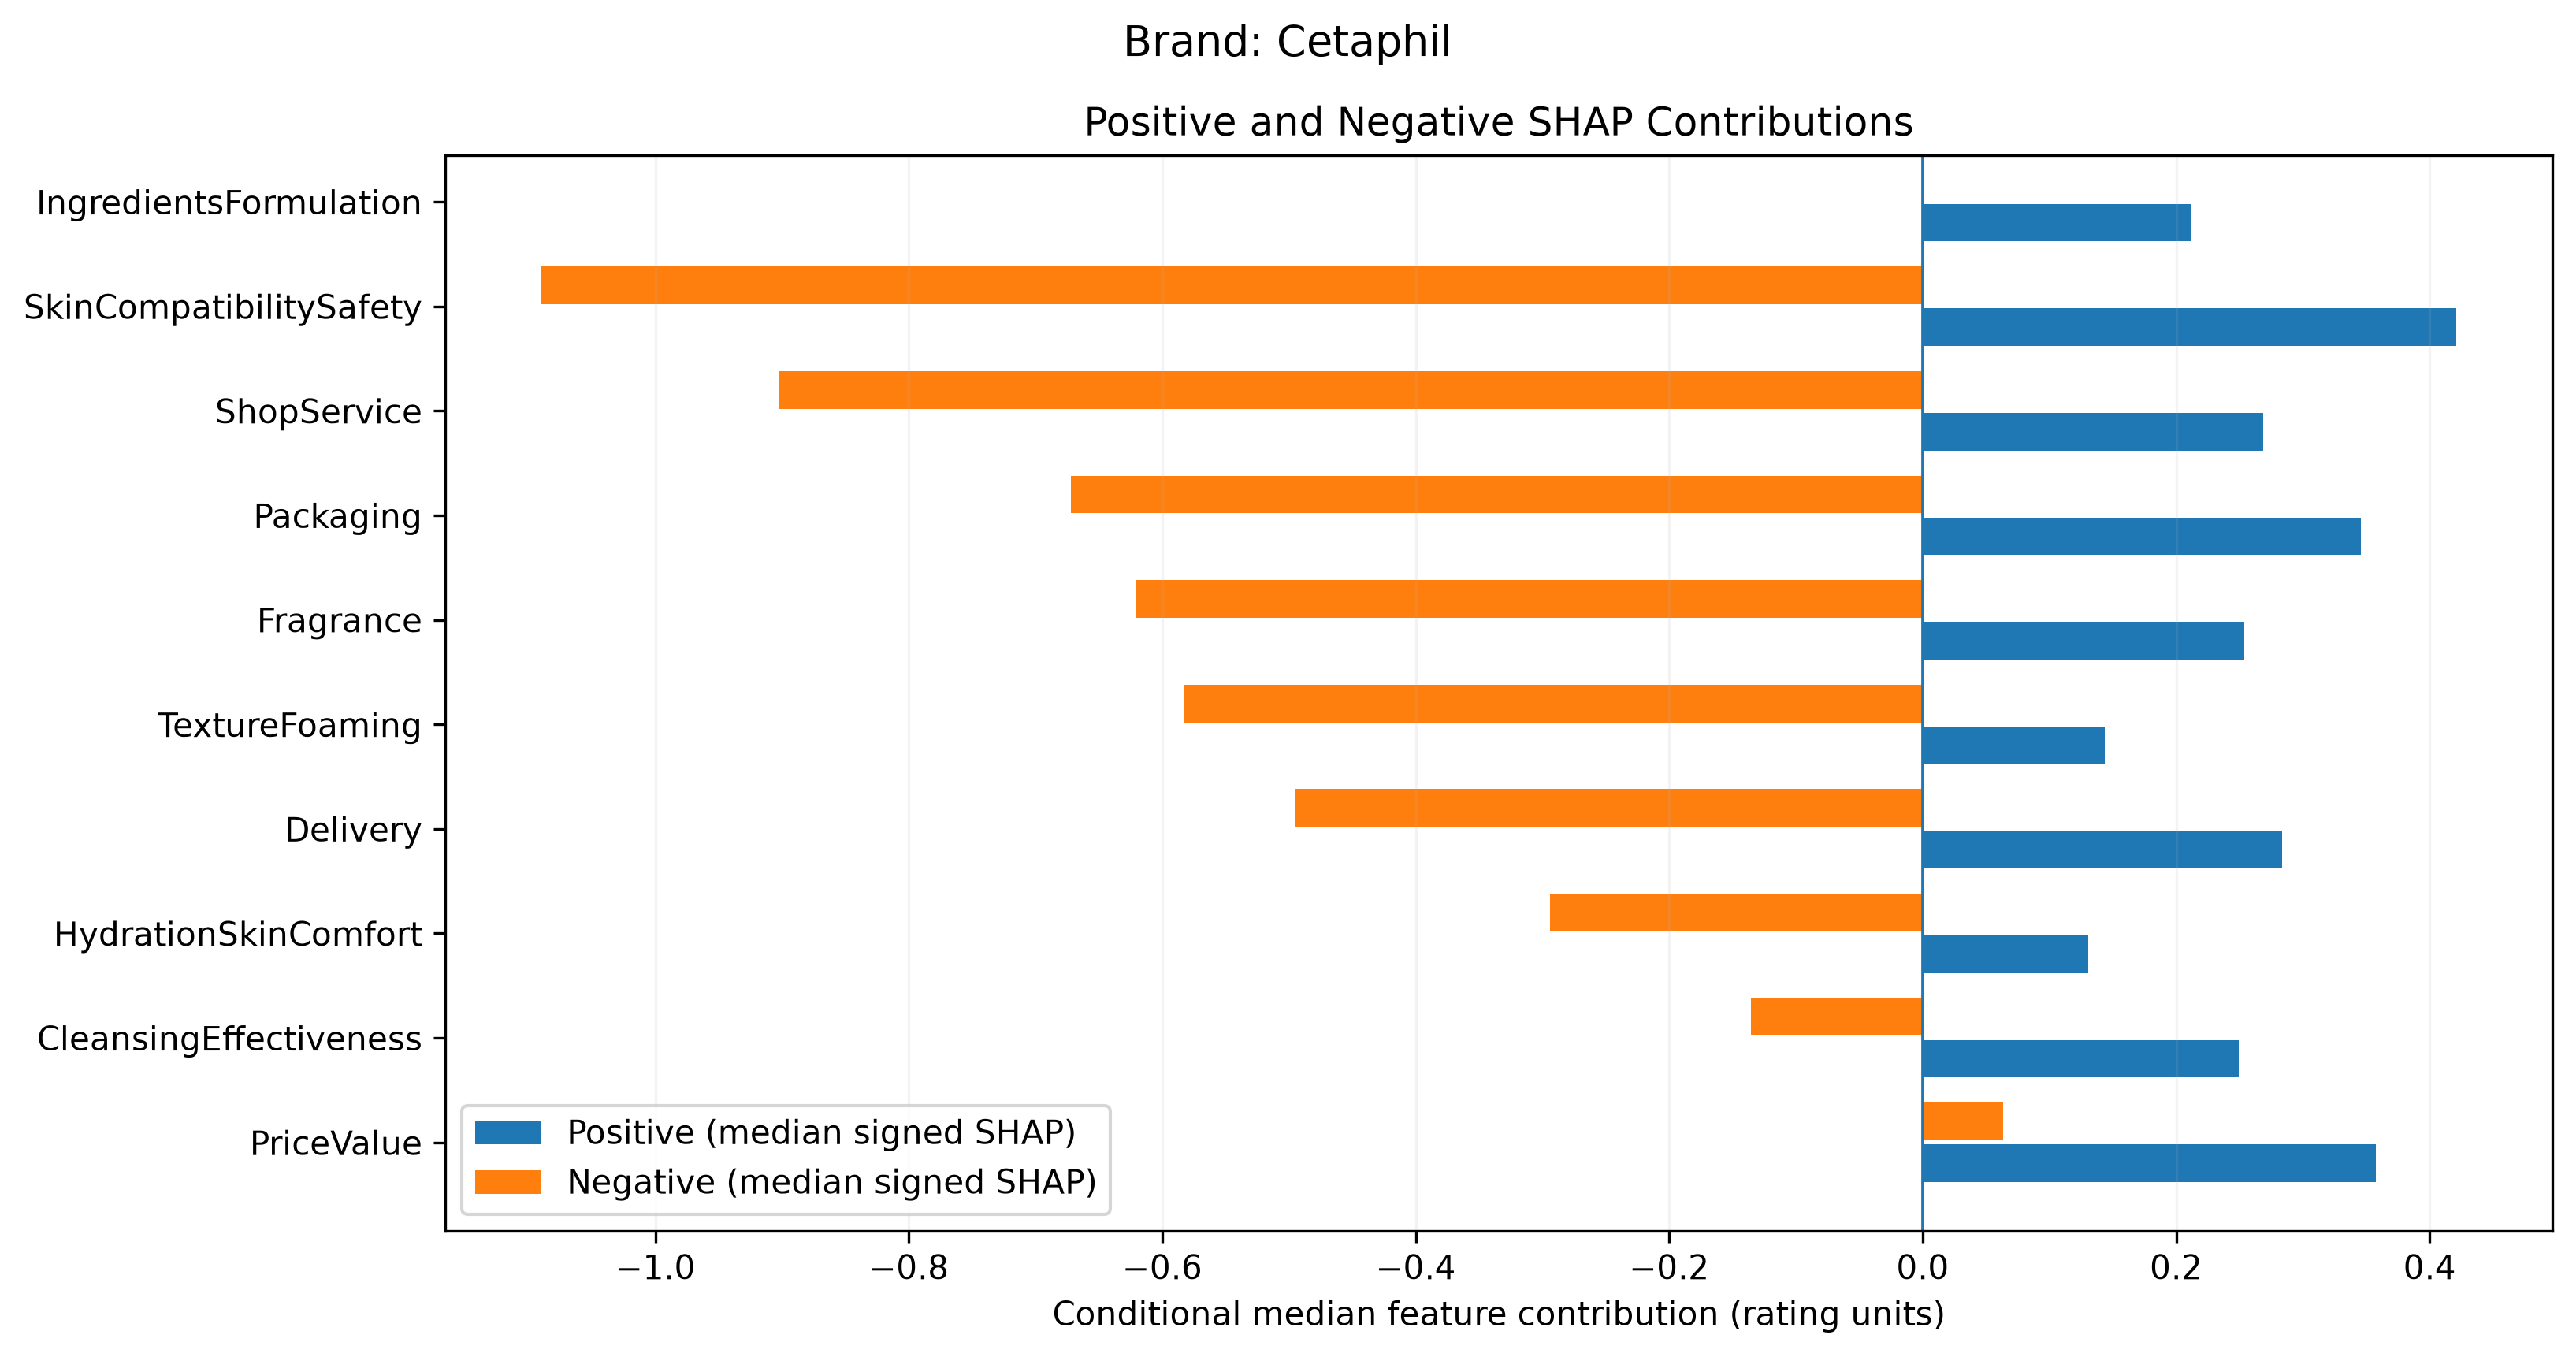 Brand: Cetaphil
Positive and Negative SHAP Contributions
IngredientsFormulation
SkinCompatibilitySafety
ShopService
Packaging
Fragrance
TextureFoaming
Delivery
HydrationSkinComfort
CleansingEffectiveness
PriceValue
Positive (median signed SHAP)
Negative (median signed SHAP)
−1.0 −0.8 −0.6 −0.4 −0.2 0.0 0.2 0.4
Conditional median feature contribution (rating units)